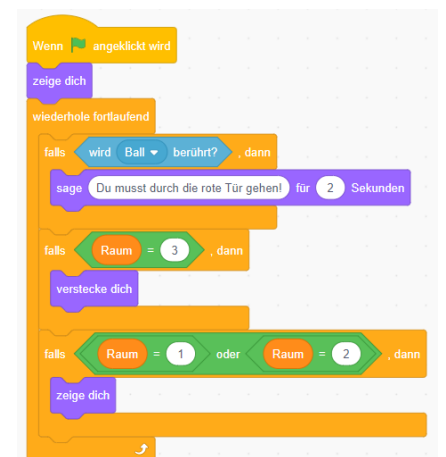 Wenn angeklickt wird
zeige dich
wiederhole fortlaufend
falls wird Ball berührt? , dann
sage Du musst durch die rote Tür gehen! für 2 Sekunden
falls Raum = 3 , dann
verstecke dich
falls Raum = 1 oder Raum = 2 , dann
zeige dich